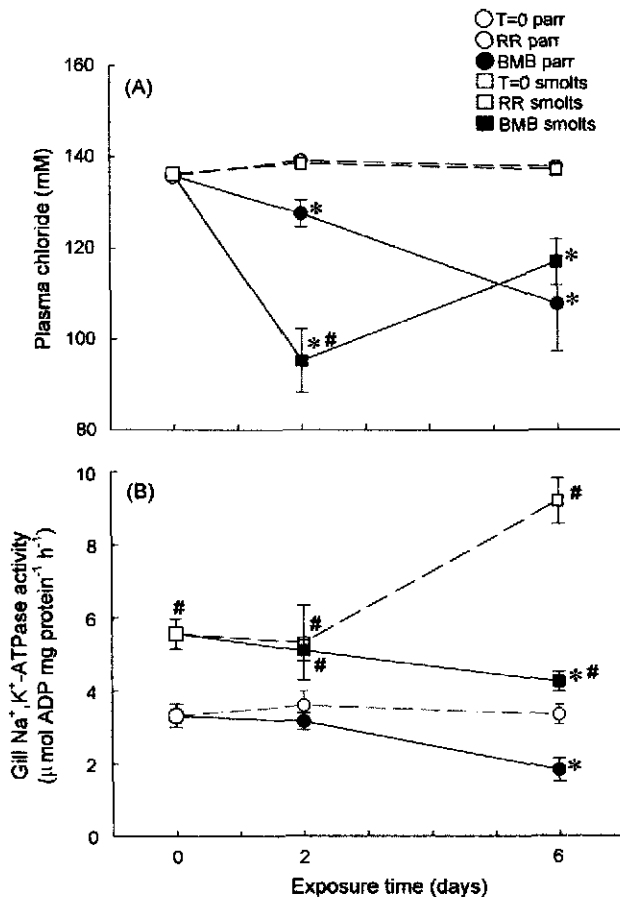 T=0 parr
RR parr
BMB parr
T=0 smolts
RR smolts
BMB smolts
(A)
160
140
120
100
80
Plasma chloride (mM)
*
*#
*
*
(B)
10
8
6
4
2
0
Gill Na⁺,K⁺-ATPase activity
(μmol ADP mg protein⁻¹ h⁻¹)
#
#
#
#
*#
*
0
2
6
Exposure time (days)